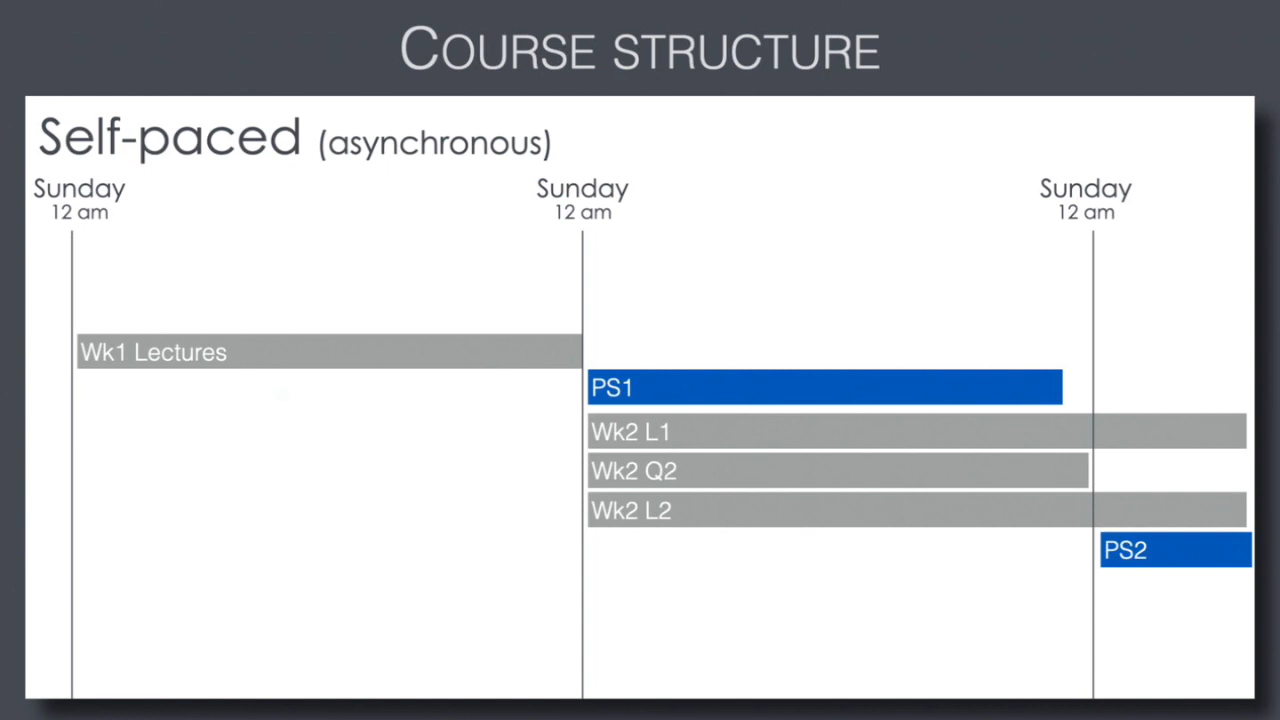 COURSE STRUCTURE
Self-paced (asynchronous)
Sunday Sunday Sunday
12 am 12 am 12 am
Wk1 Lectures
PS1
Wk2 L1
Wk2 Q2
Wk2 L2
PS2